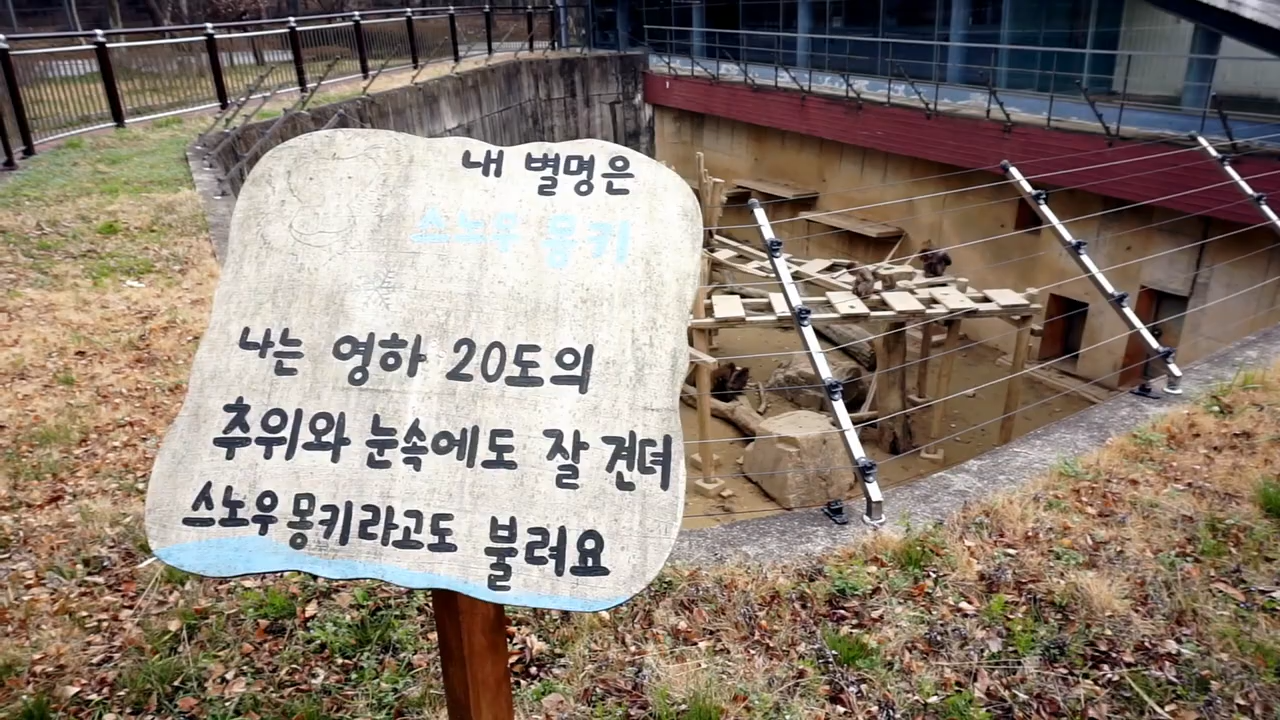 내 별명은
스노우 몽키
나는 영하 20도의
추위와 눈속에도 잘 견뎌
스노우 몽키라고도 불려요